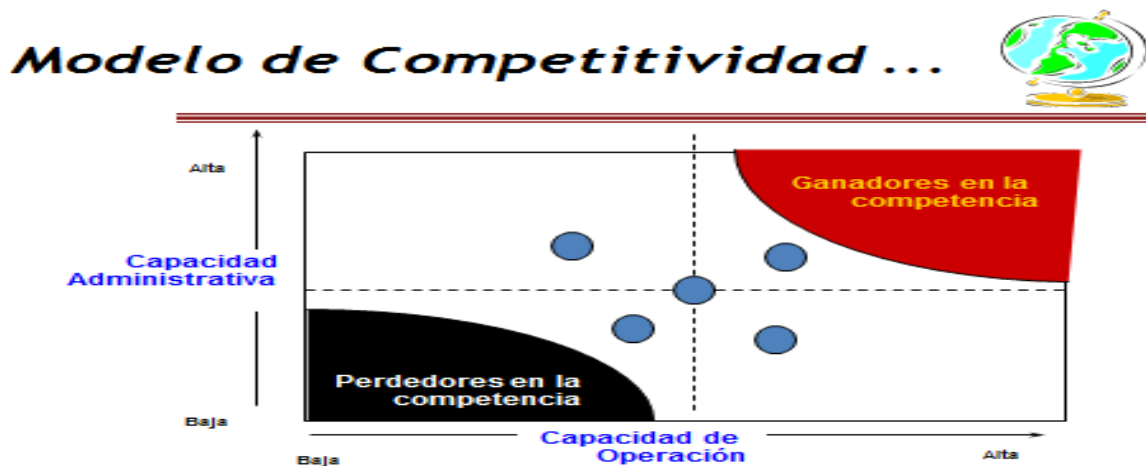 Modelo de Competitividad ...
Alta
Ganadores en la
competencia
Capacidad
Administrativa
Perdedores en la
competencia
Baja
Capacidad de
Operación
Baja
Alta